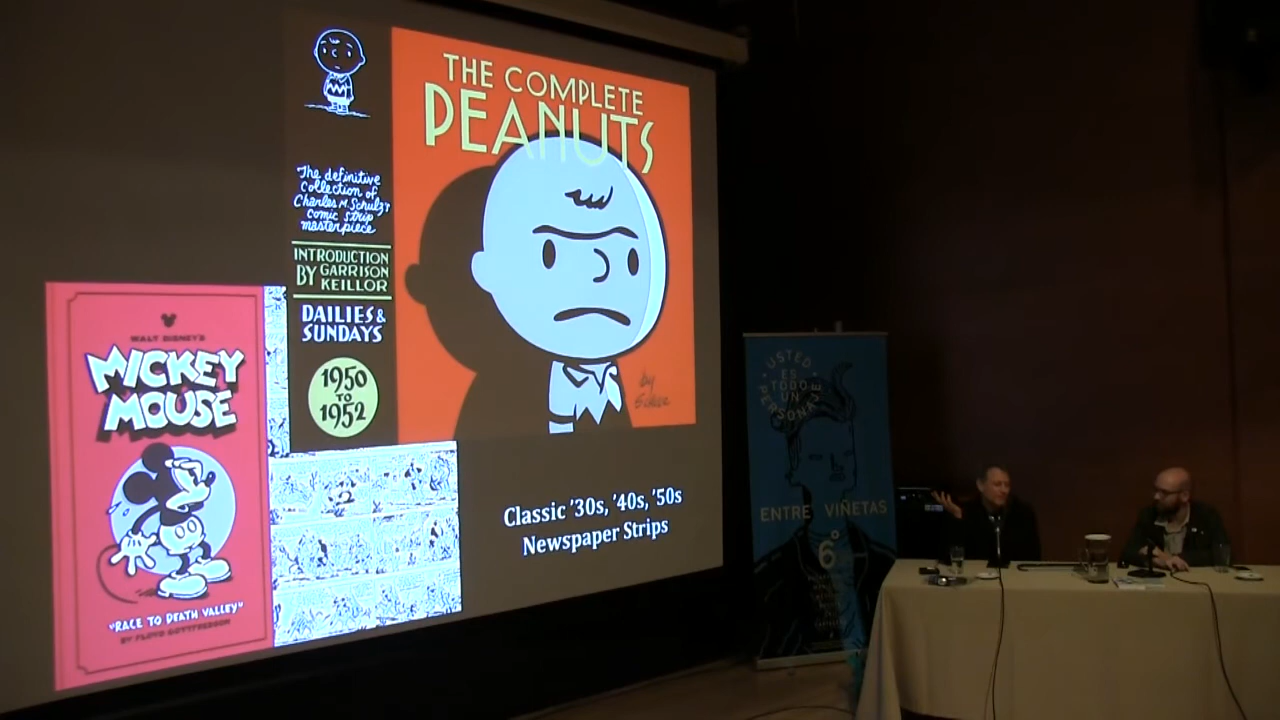 THE COMPLETE
PEANUTS
by
The definitive
collection of
Charles M. Schulz's
comic strip
masterpiece
INTRODUCTION
BY GARRISON
KEILLOR
DAILIES &
SUNDAYS
1950
TO
1952
WALT DISNEY'S
MICKEY
MOUSE
"RACE TO DEATH VALLEY"
BY FLOYD GOTTFREDSON
Classic '30s, '40s, '50s
Newspaper Strips
USTED
ES
TODO
UN
PERSONAJE
ENTRE VIÑETAS
6°